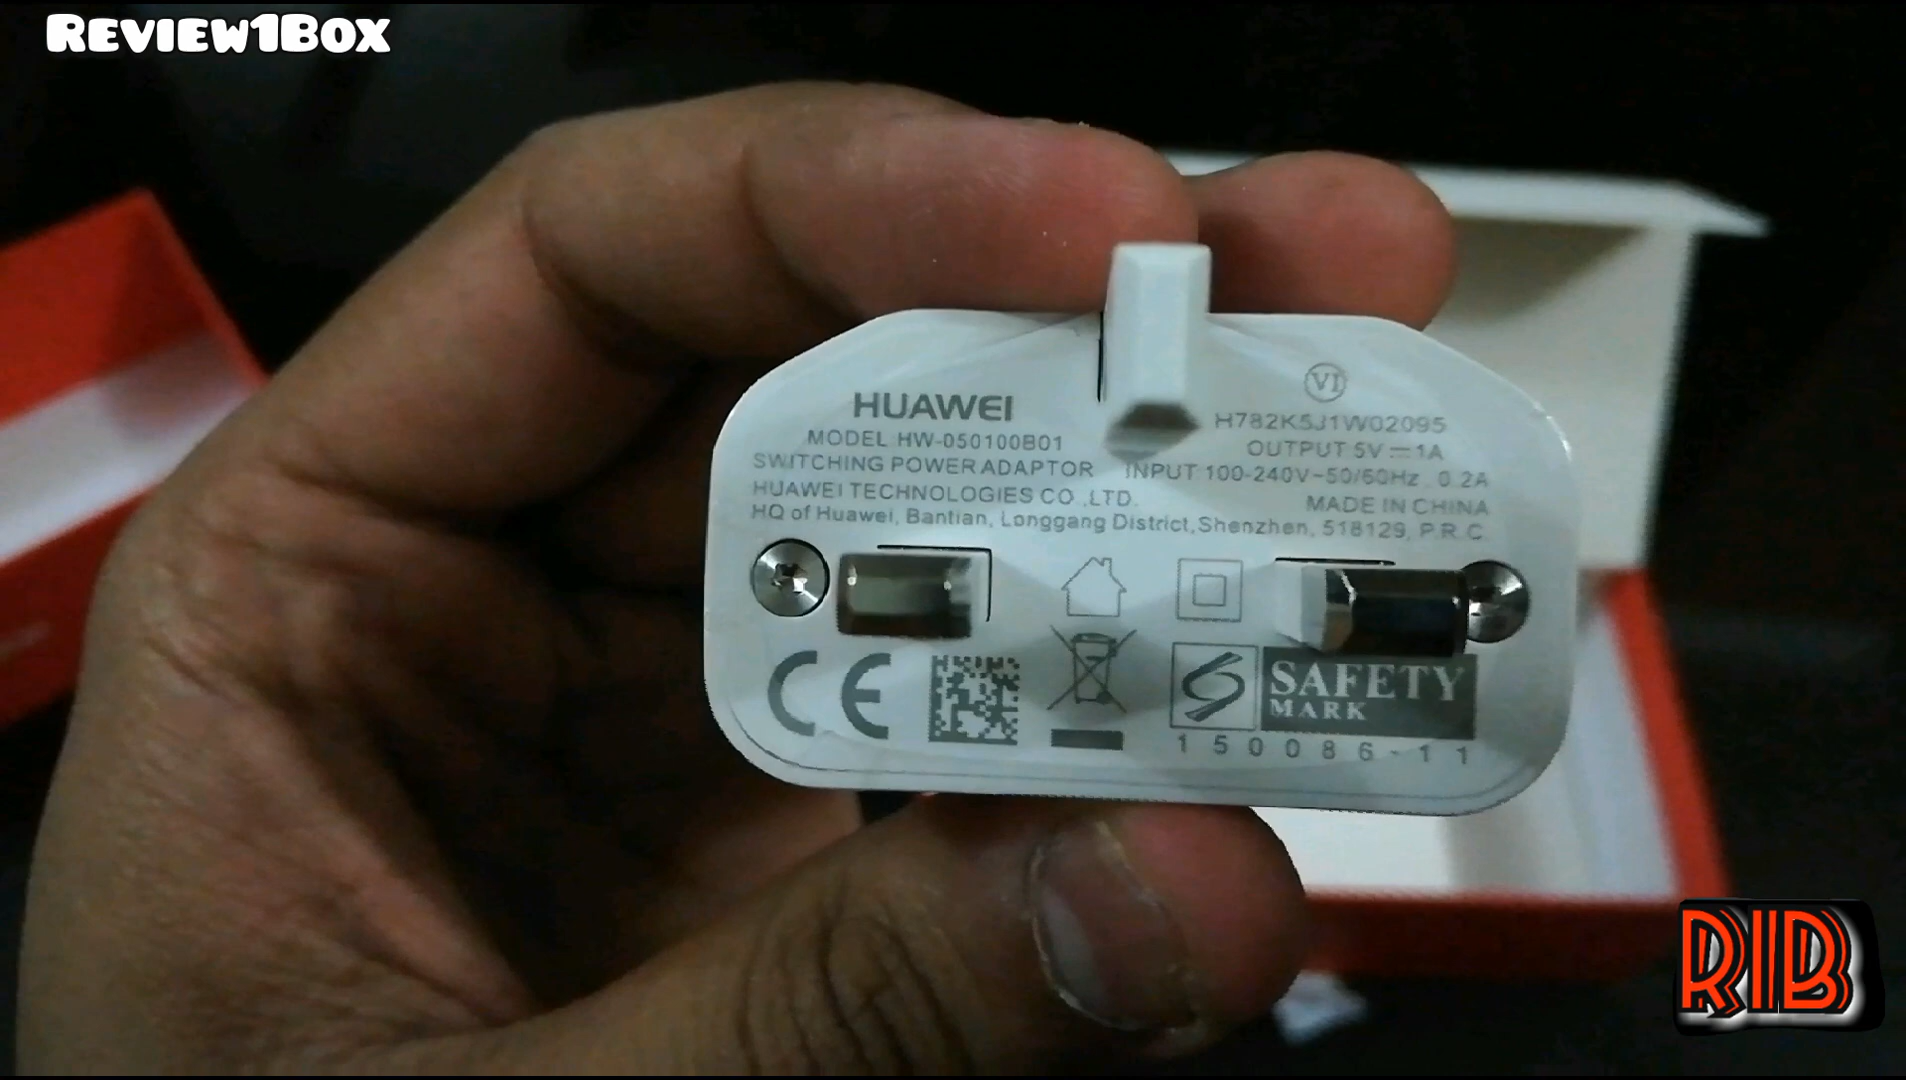 Review1Box
HUAWEI
MODEL HW-050100B01
SWITCHING POWER ADAPTOR
HUAWEI TECHNOLOGIES CO.,LTD.
VI
H782K5J1W02095
OUTPUT 5V⎓1A
INPUT 100-240V~50/60Hz 0.2A
MADE IN CHINA
HQ of Huawei, Bantian, Longgang District, Shenzhen, 518129, P.R.C.
CE
S SAFETY
MARK
150086-11
R1B